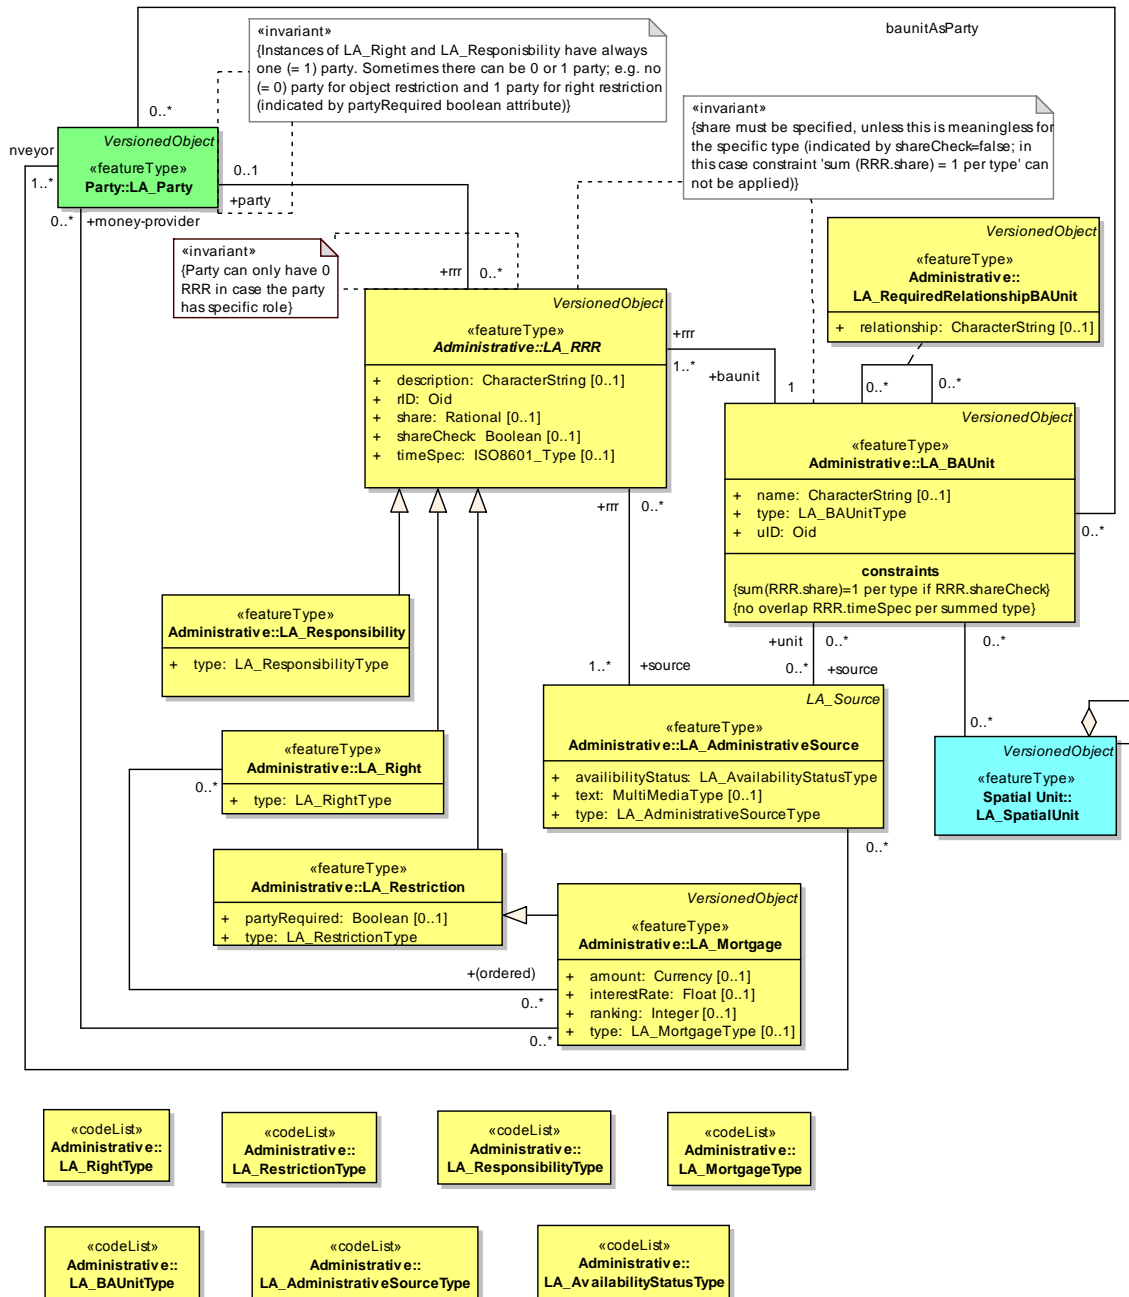 baunitAsParty
«invariant»
{Instances of LA_Right and LA_Responisbility have always
one (= 1) party. Sometimes there can be 0 or 1 party; e.g. no
(= 0) party for object restriction and 1 party for right restriction
(indicated by partyRequired boolean attribute)}
«invariant»
{share must be specified, unless this is meaningless for
the specific type (indicated by shareCheck=false; in
this case constraint 'sum (RRR.share) = 1 per type' can
not be applied)}
0..*
nveyor
1..*
VersionedObject
«featureType»
Party::LA_Party
0..1
+party
0..*
+money-provider
«invariant»
{Party can only have 0
RRR in case the party
has specific role}
+rrr
0..*
VersionedObject
«featureType»
Administrative::
LA_RequiredRelationshipBAUnit
+ relationship: CharacterString [0..1]
VersionedObject
«featureType»
Administrative::LA_RRR
+ description: CharacterString [0..1]
+ rID: Oid
+ share: Rational [0..1]
+ shareCheck: Boolean [0..1]
+ timeSpec: ISO8601_Type [0..1]
+rrr
1..*
+baunit
1
0..*
0..*
VersionedObject
«featureType»
Administrative::LA_BAUnit
+ name: CharacterString [0..1]
+ type: LA_BAUnitType
+ uID: Oid
constraints
{sum(RRR.share)=1 per type if RRR.shareCheck}
{no overlap RRR.timeSpec per summed type}
0..*
+rrr
0..*
«featureType»
Administrative::LA_Responsibility
+ type: LA_ResponsibilityType
+unit
0..*
0..*
1..*
+source
0..*
+source
0..*
LA_Source
«featureType»
Administrative::LA_AdministrativeSource
+ availibilityStatus: LA_AvailabilityStatusType
+ text: MultiMediaType [0..1]
+ type: LA_AdministrativeSourceType
0..*
VersionedObject
«featureType»
Spatial Unit::
LA_SpatialUnit
«featureType»
Administrative::LA_Right
+ type: LA_RightType
0..*
«featureType»
Administrative::LA_Restriction
+ partyRequired: Boolean [0..1]
+ type: LA_RestrictionType
VersionedObject
«featureType»
Administrative::LA_Mortgage
+ amount: Currency [0..1]
+ interestRate: Float [0..1]
+ ranking: Integer [0..1]
+ type: LA_MortgageType [0..1]
+(ordered)
0..*
0..*
«codeList»
Administrative::
LA_RightType
«codeList»
Administrative::
LA_RestrictionType
«codeList»
Administrative::
LA_ResponsibilityType
«codeList»
Administrative::
LA_MortgageType
«codeList»
Administrative::
LA_BAUnitType
«codeList»
Administrative::
LA_AdministrativeSourceType
«codeList»
Administrative::
LA_AvailabilityStatusType